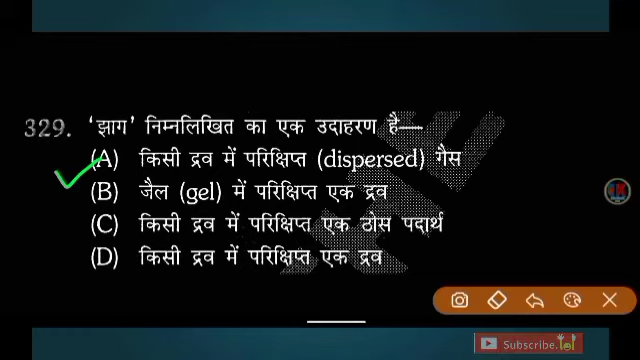 329. 'झाग' निम्नलिखित का एक उदाहरण है—
(A) किसी द्रव में परिक्षिप्त (dispersed) गैस
(B) जैल (gel) में परिक्षिप्त एक द्रव
(C) किसी द्रव में परिक्षिप्त एक ठोस पदार्थ
(D) किसी द्रव में परिक्षिप्त एक द्रव
Subscribe